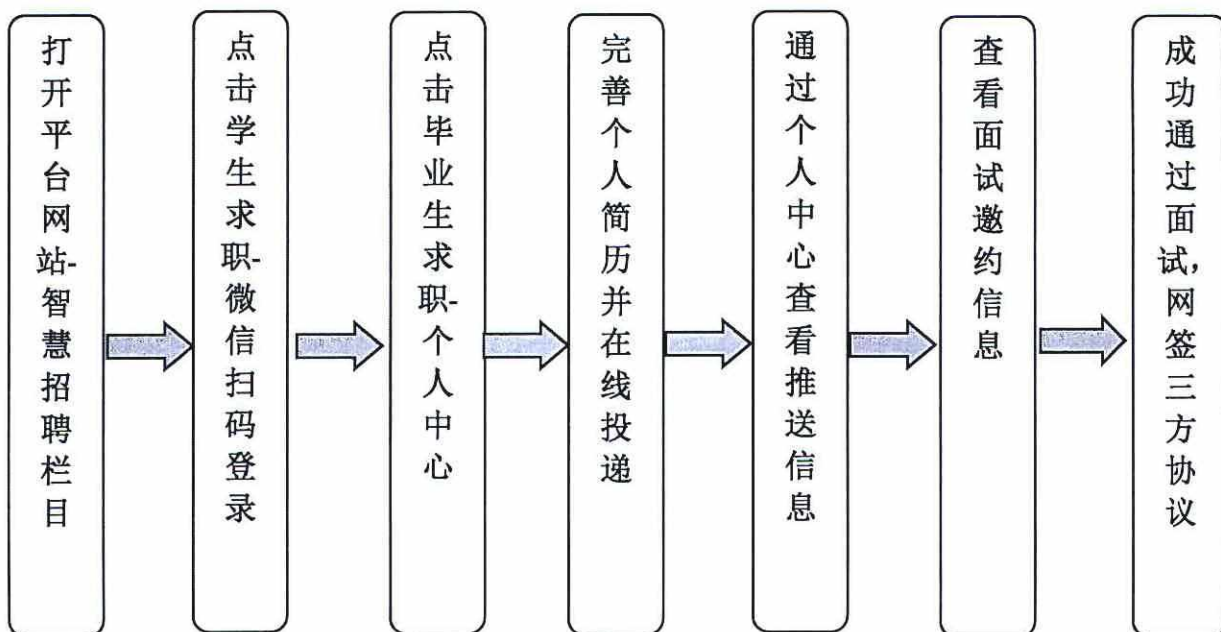 打开平台网站-智慧招聘栏目
点击学生求职-微信扫码登录
点击毕业生求职-个人中心
完善个人简历并在线投递
通过个人中心查看推送信息
查看面试邀约信息
成功通过面试，网签三方协议